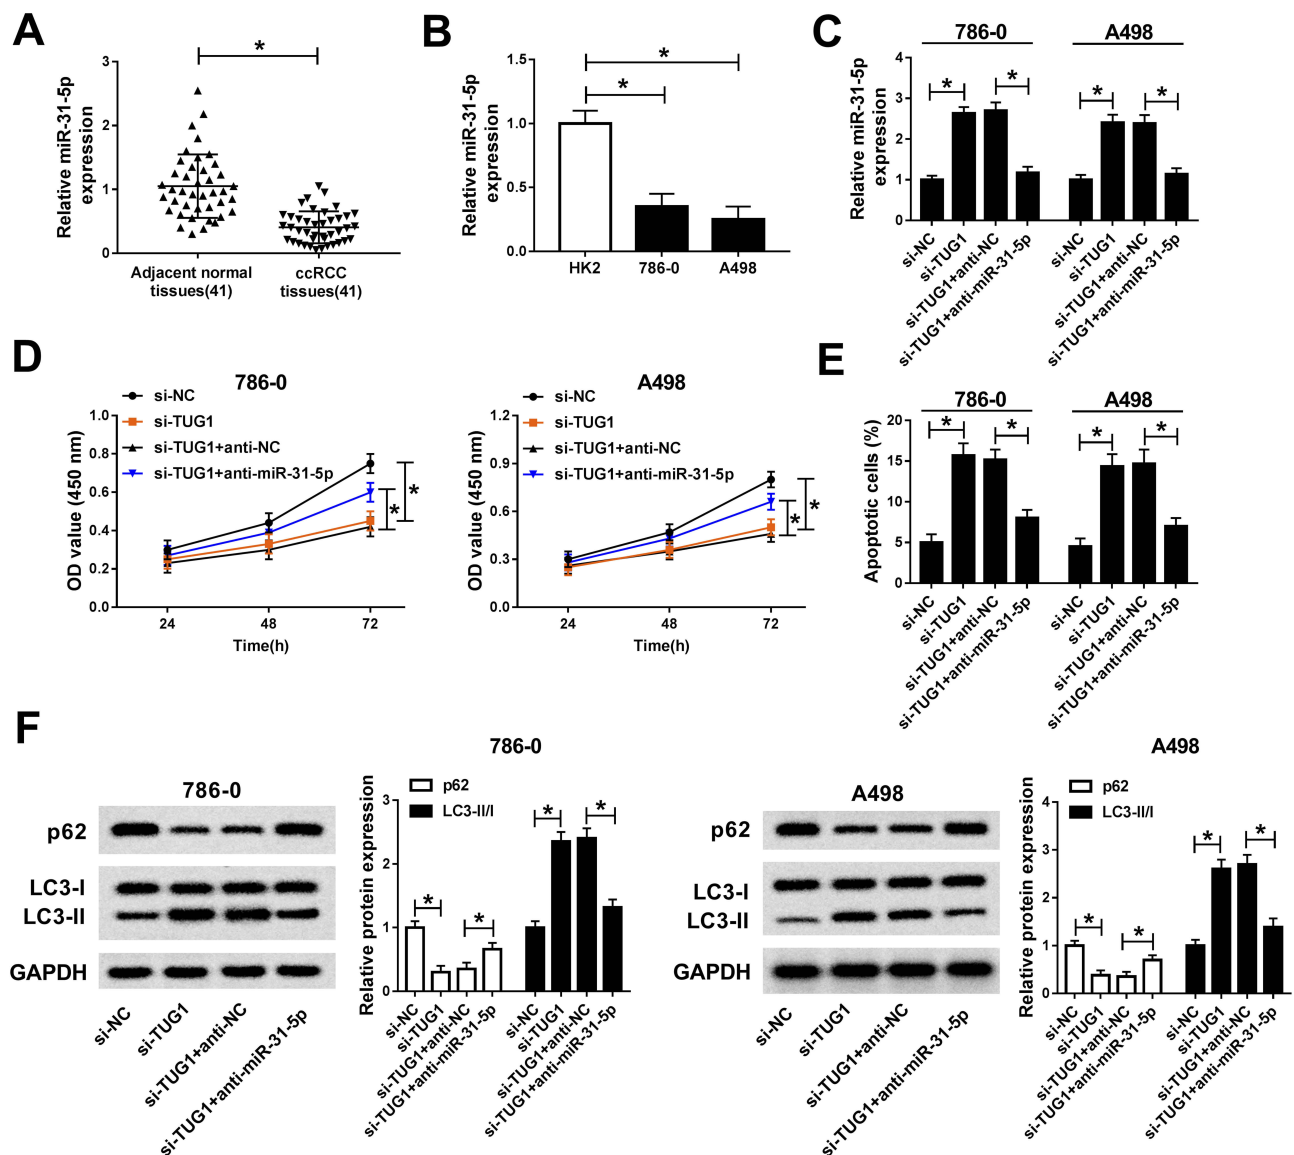 A
*
Relative miR-31-5p
expression
3
2
1
0
Adjacent normal
tissues(41)
ccRCC
tissues(41)
B
*
*
Relative miR-31-5p
expression
1.5
1.0
0.5
0.0
HK2
786-0
A498
C
786-0
A498
Relative miR-31-5p
expression
4
3
2
1
0
*
*
*
*
si-NC
si-TUG1
si-TUG1+anti-NC
si-TUG1+anti-miR-31-5p
si-NC
si-TUG1
si-TUG1+anti-NC
si-TUG1+anti-miR-31-5p
D
786-0
si-NC
si-TUG1
si-TUG1+anti-NC
si-TUG1+anti-miR-31-5p
OD value (450 nm)
1.0
0.8
0.6
0.4
0.2
0.0
*
*
24
48
72
Time(h)
A498
si-NC
si-TUG1
si-TUG1+anti-NC
si-TUG1+anti-miR-31-5p
OD value (450 nm)
1.2
0.9
0.6
0.3
0.0
*
*
24
48
72
Time(h)
E
786-0
A498
Apoptotic cells (%)
20
15
10
5
0
*
*
*
*
si-NC
si-TUG1
si-TUG1+anti-NC
si-TUG1+anti-miR-31-5p
si-NC
si-TUG1
si-TUG1+anti-NC
si-TUG1+anti-miR-31-5p
F
786-0
p62
LC3-I
LC3-II
GAPDH
si-NC
si-TUG1
si-TUG1+anti-NC
si-TUG1+anti-miR-31-5p
786-0
p62
LC3-II/I
Relative protein expression
3
2
1
0
*
*
*
*
si-NC
si-TUG1
si-TUG1+anti-NC
si-TUG1+anti-miR-31-5p
si-NC
si-TUG1
si-TUG1+anti-NC
si-TUG1+anti-miR-31-5p
A498
p62
LC3-I
LC3-II
GAPDH
si-NC
si-TUG1
si-TUG1+anti-NC
si-TUG1+anti-miR-31-5p
A498
p62
LC3-II/I
Relative protein expression
4
3
2
1
0
*
*
*
*
si-NC
si-TUG1
si-TUG1+anti-NC
si-TUG1+anti-miR-31-5p
si-NC
si-TUG1
si-TUG1+anti-NC
si-TUG1+anti-miR-31-5p